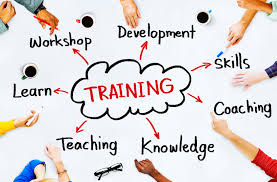 Development
Workshop
Skills
Learn
TRAINING
Coaching
Teaching
Knowledge